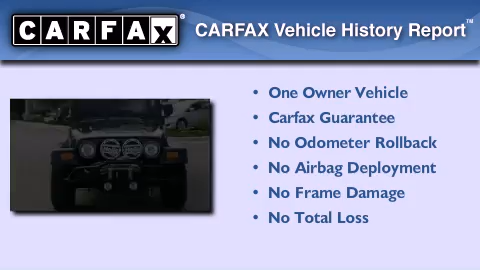 CARFAX® CARFAX Vehicle History Report™
• One Owner Vehicle
• Carfax Guarantee
• No Odometer Rollback
• No Airbag Deployment
• No Frame Damage
• No Total Loss